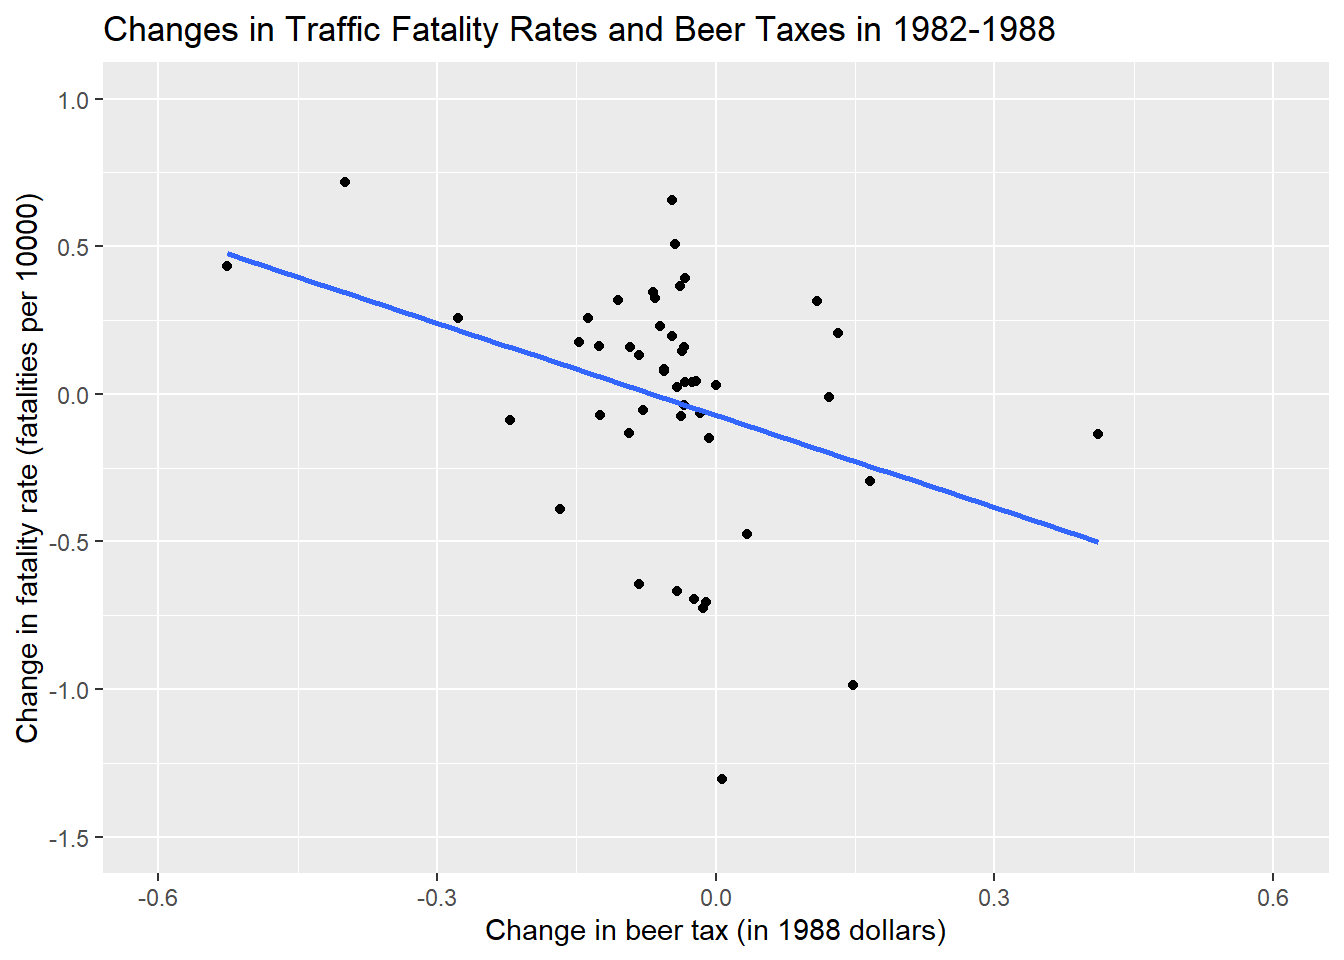 Changes in Traffic Fatality Rates and Beer Taxes in 1982-1988
Change in fatality rate (fatalities per 10000)
1.0
0.5
0.0
-0.5
-1.0
-1.5
-0.6 -0.3 0.0 0.3 0.6
Change in beer tax (in 1988 dollars)